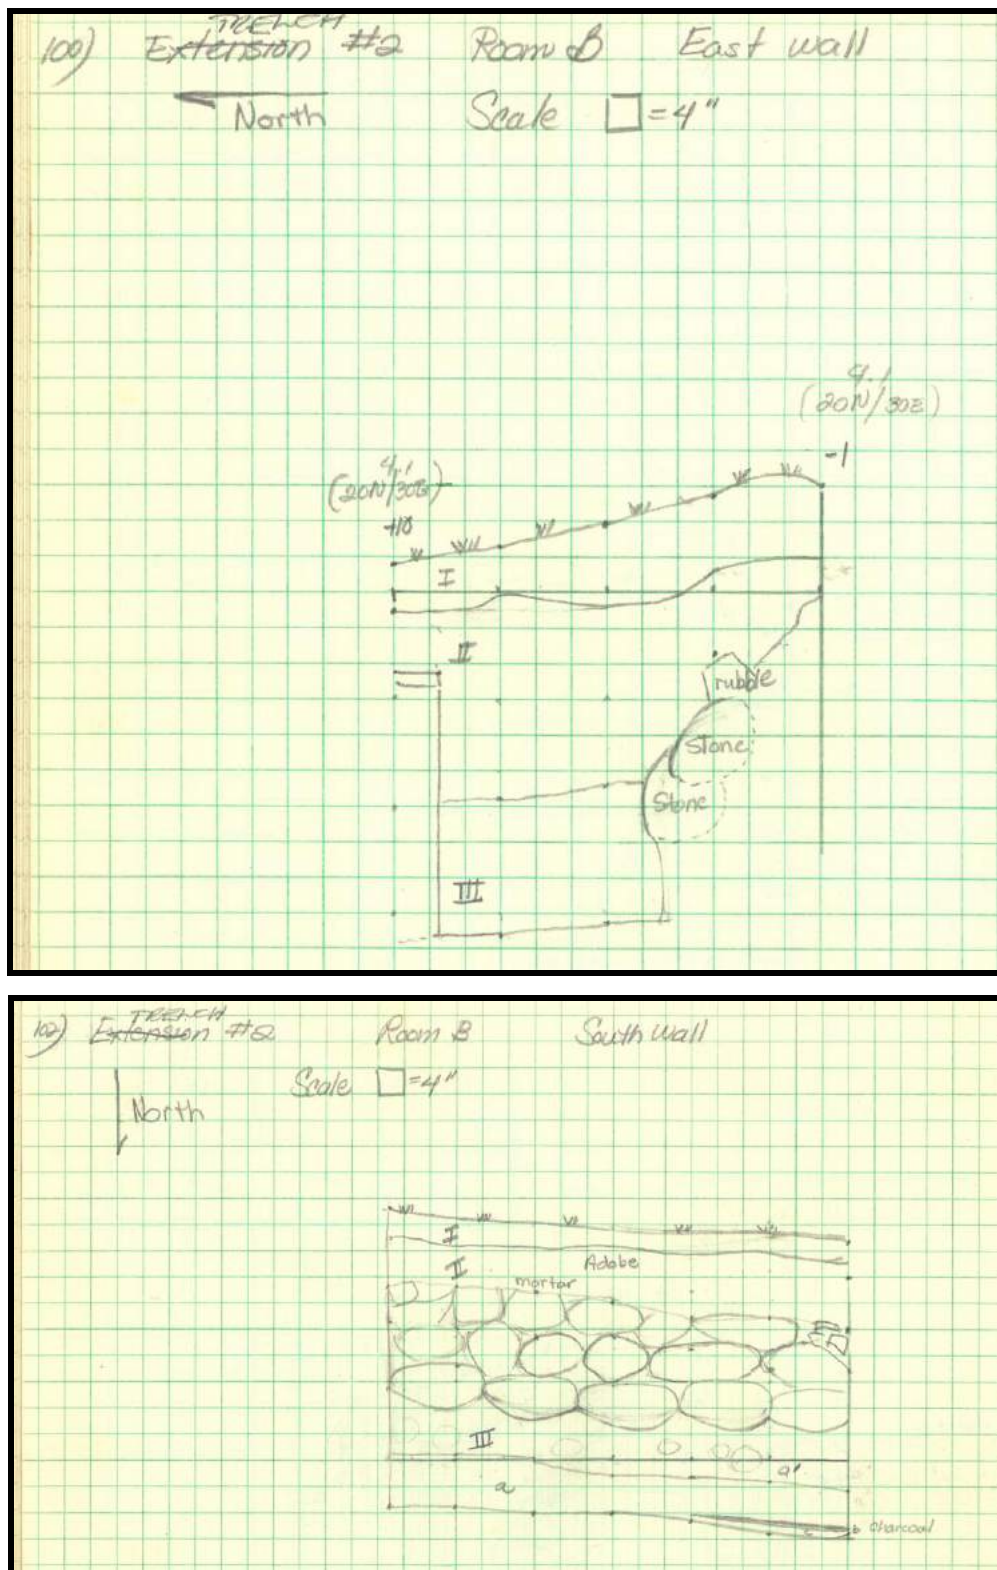 100) Extension TRENCH #2 Room B East wall
North Scale □ = 4"
4.1
(20N/30E)
-1
4.1
(20N/30E)
+10
I
II
rubble
Stone
Stone
III
102) Extension TRENCH #2 Room B South Wall
Scale □ = 4"
North
I
Adobe
II
mortar
III
a'
a
b charcoal
c